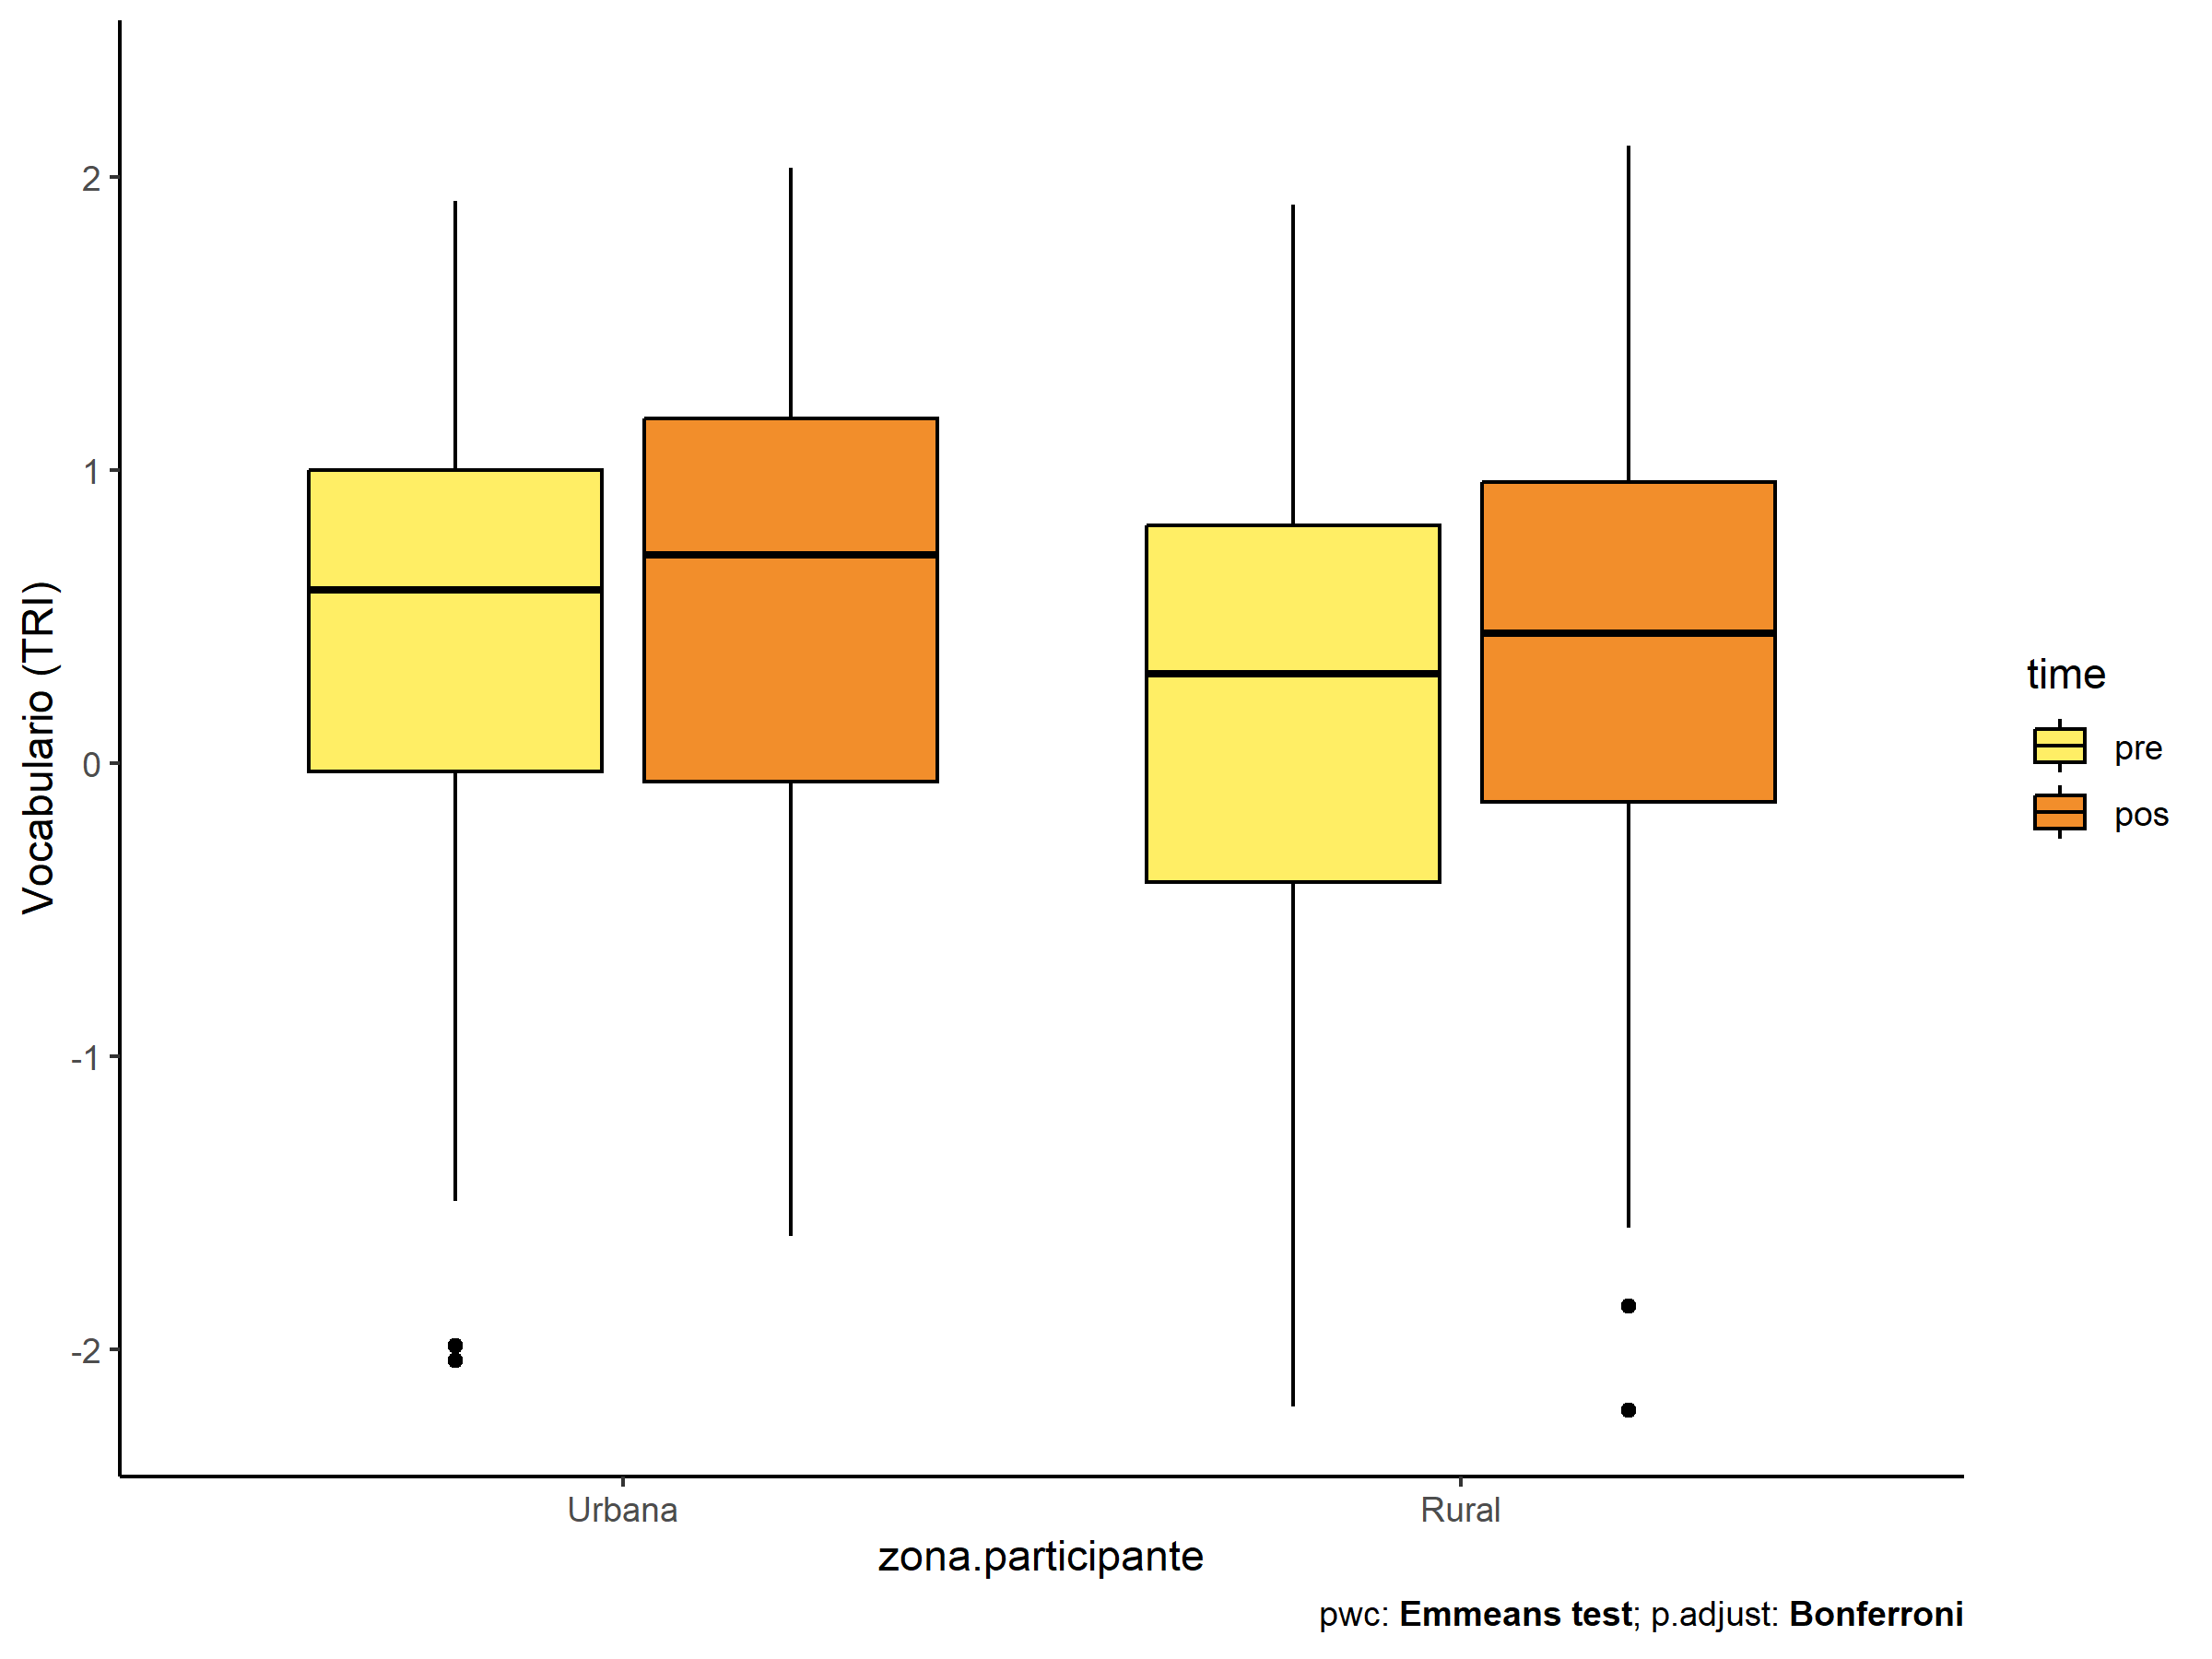 Vocabulario (TRI)
2
1
0
-1
-2
Urbana
Rural
zona.participante
time
pre
pos
pwc: Emmeans test; p.adjust: Bonferroni